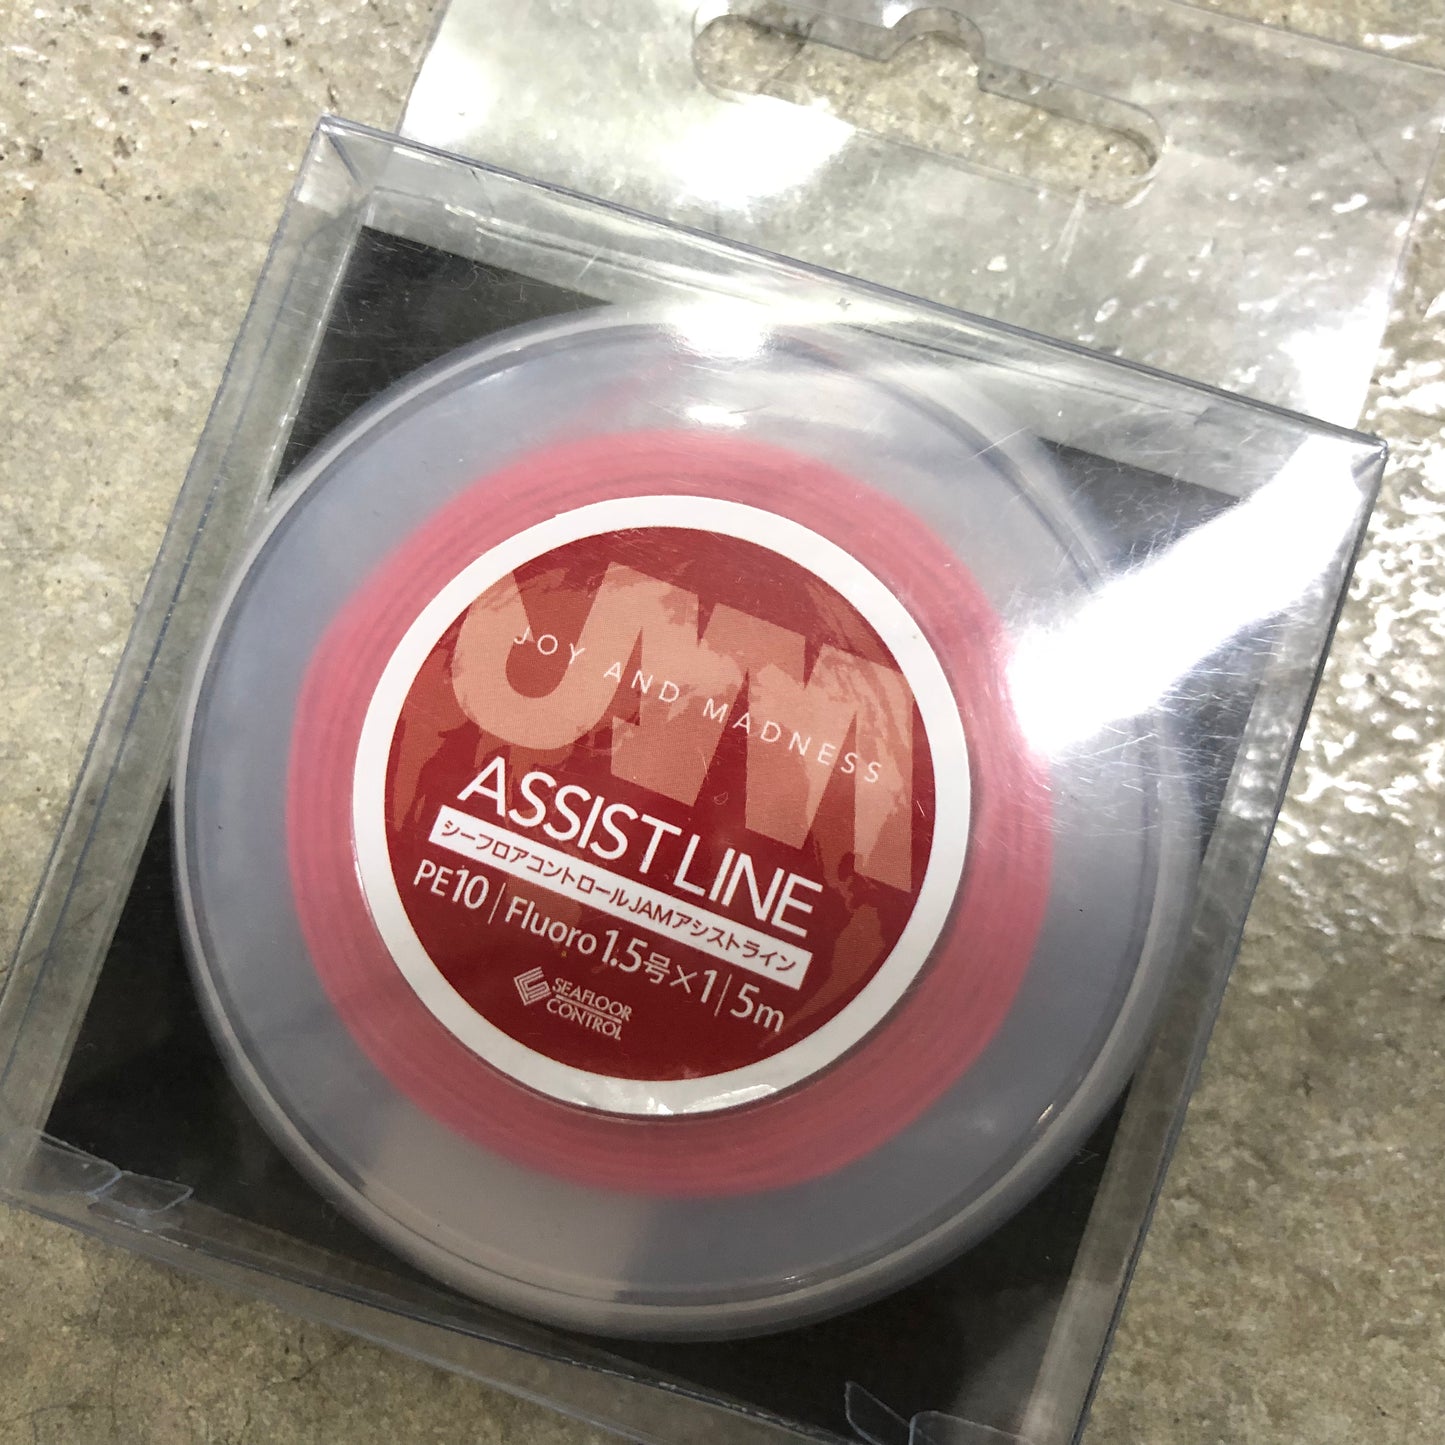 JAM
JOY AND MADNESS
ASSIST LINE
シーフロアコントロール JAMアシストライン
PE10 | Fluoro 1.5号×1 | 5m
SEAFLOOR
CONTROL